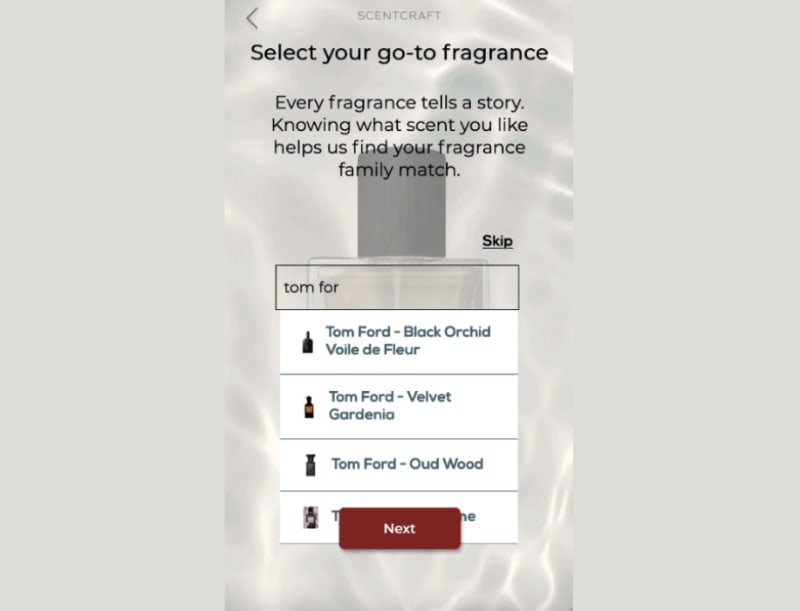 SCENTCRAFT
Select your go-to fragrance
Every fragrance tells a story.
Knowing what scent you like
helps us find your fragrance
family match.
Skip
tom for
Tom Ford - Black Orchid
Voile de Fleur
Tom Ford - Velvet
Gardenia
Tom Ford - Oud Wood
Next